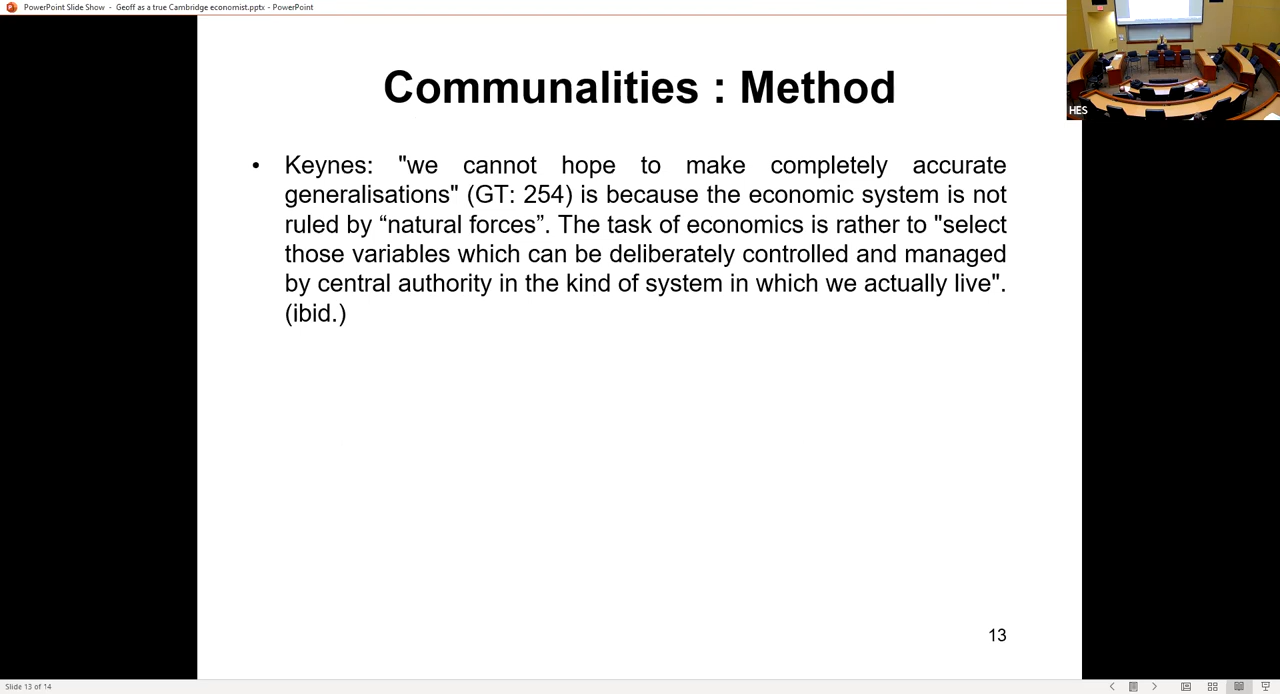 PowerPoint Slide Show - Geoff as a true Cambridge economist.pptx - PowerPoint
HES
Communalities : Method
• Keynes: "we cannot hope to make completely accurate
generalisations" (GT: 254) is because the economic system is not
ruled by “natural forces”. The task of economics is rather to "select
those variables which can be deliberately controlled and managed
by central authority in the kind of system in which we actually live".
(ibid.)
13
Slide 13 of 14